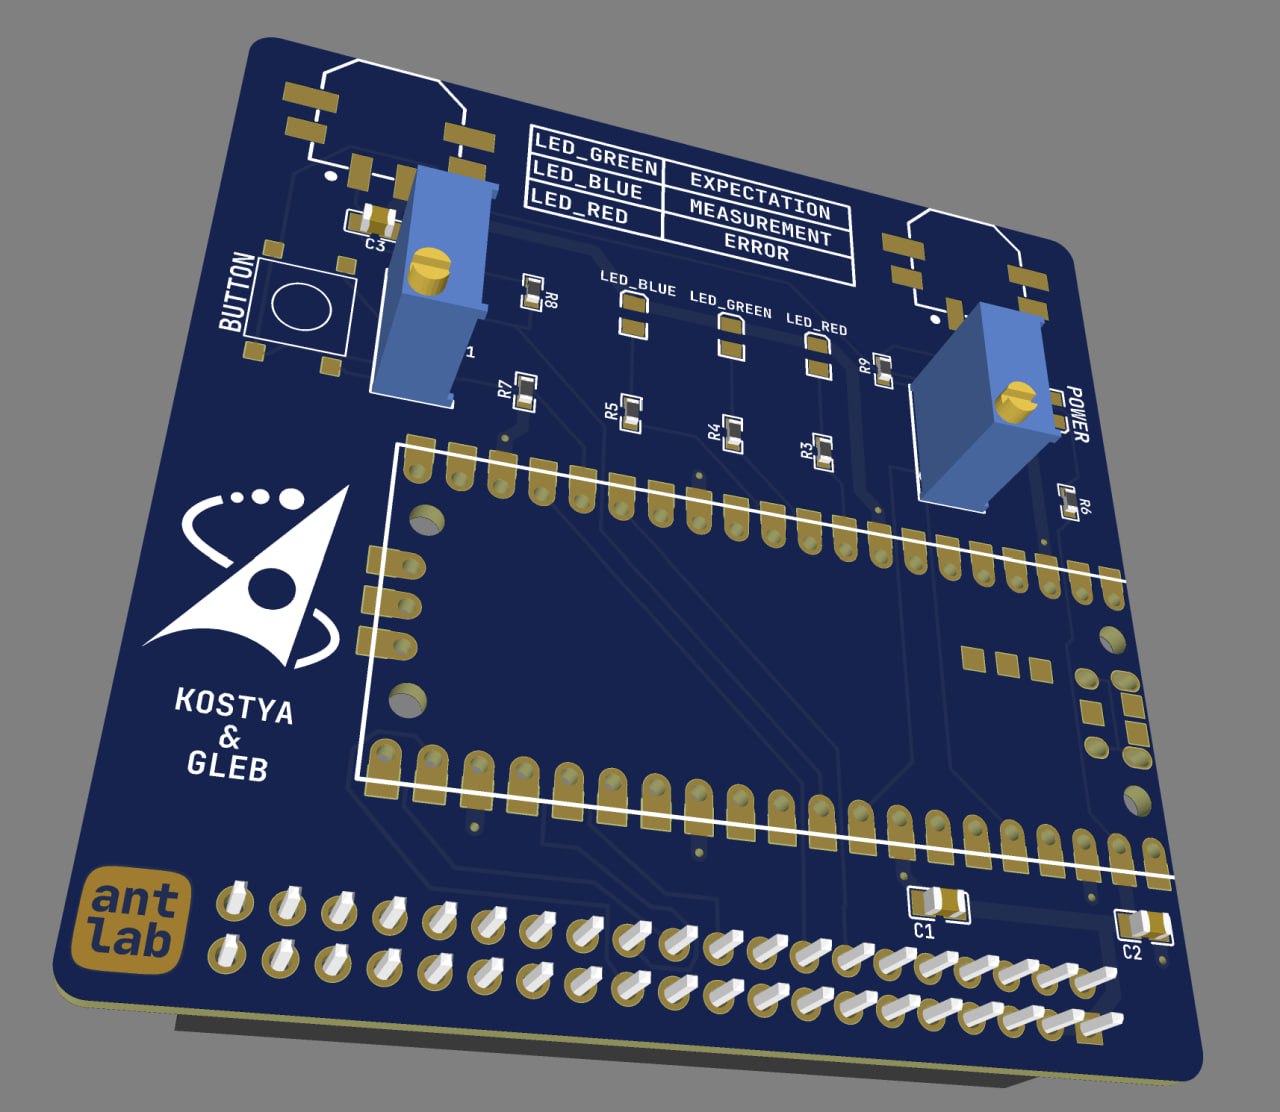 LED_GREEN EXPECTATION
LED_BLUE MEASUREMENT
LED_RED ERROR
C3
BUTTON
1
R8
LED_BLUE
LED_GREEN
LED_RED
R9
POWER
R7
R5
R4
R3
R6
KOSTYA
&
GLEB
ant
lab
C1
C2